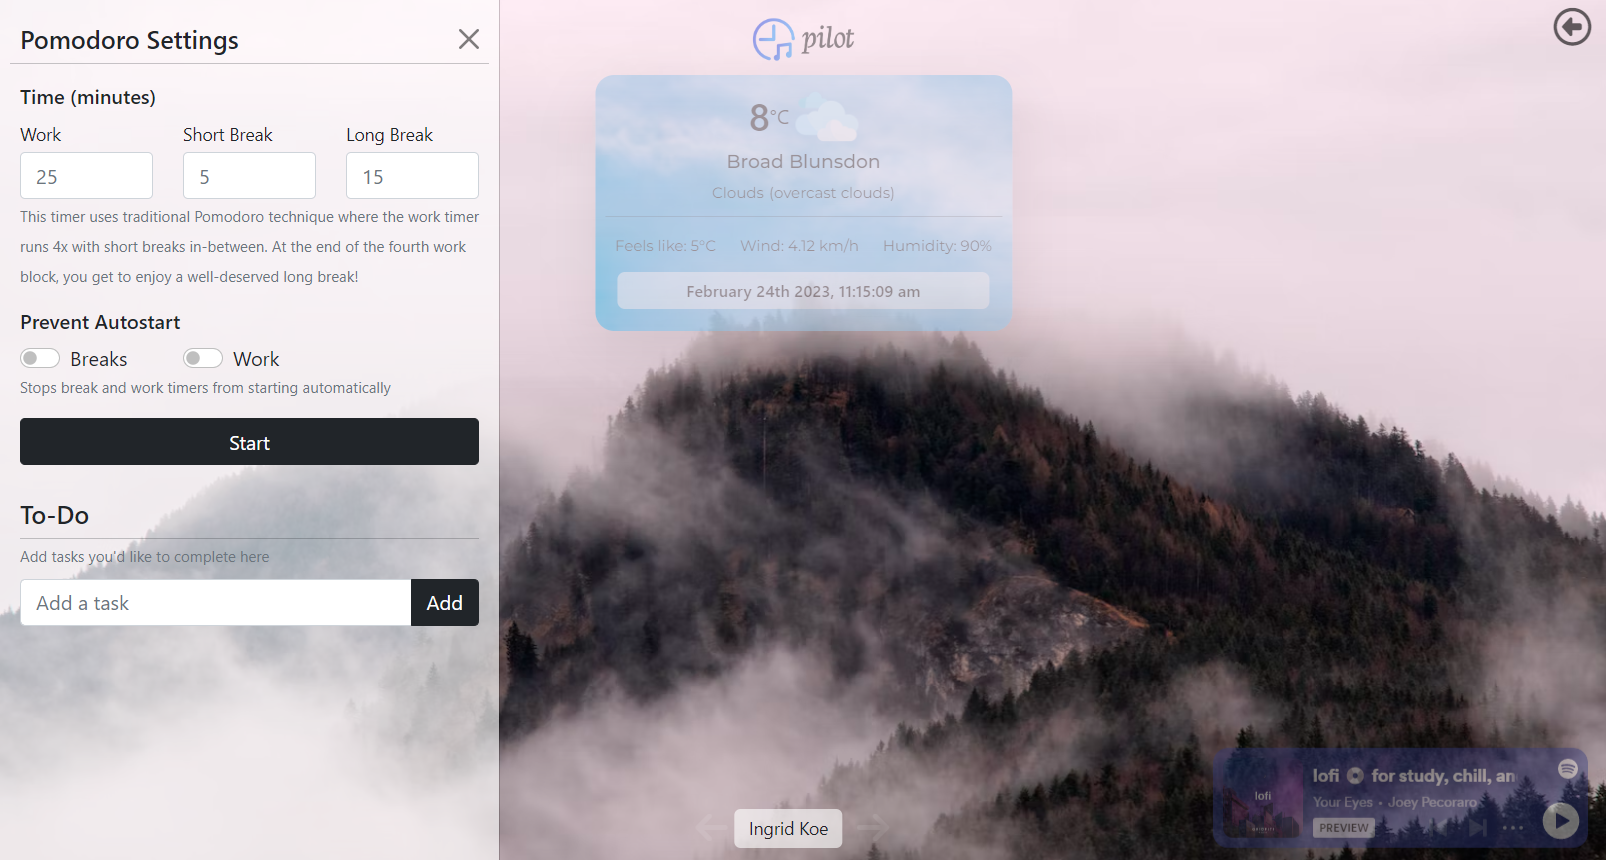 Pomodoro Settings
Time (minutes)
Work
Short Break
Long Break
25
5
15
This timer uses traditional Pomodoro technique where the work timer
runs 4x with short breaks in-between. At the end of the fourth work
block, you get to enjoy a well-deserved long break!
Prevent Autostart
Breaks
Work
Stops break and work timers from starting automatically
Start
To-Do
Add tasks you'd like to complete here
Add a task
Add
pilot
8°C
Broad Blunsdon
Clouds (overcast clouds)
Feels like: 5°C
Wind: 4.12 km/h
Humidity: 90%
February 24th 2023, 11:15:09 am
Ingrid Koe
lofi
lofi for study, chill, an
Your Eyes • Joey Pecoraro
PREVIEW